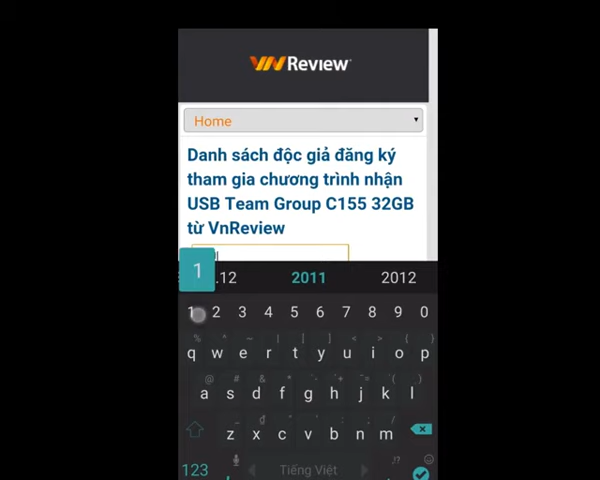 VNReview
Home
Danh sách độc giả đăng ký
tham gia chương trình nhận
USB Team Group C155 32GB
từ VnReview
1
.12 2011 2012
1 2 3 4 5 6 7 8 9 0
q w e r t y u i o p
@ # & *
a s d f g h j k l
z x c v b n m
123 , Tiếng Việt ,!?